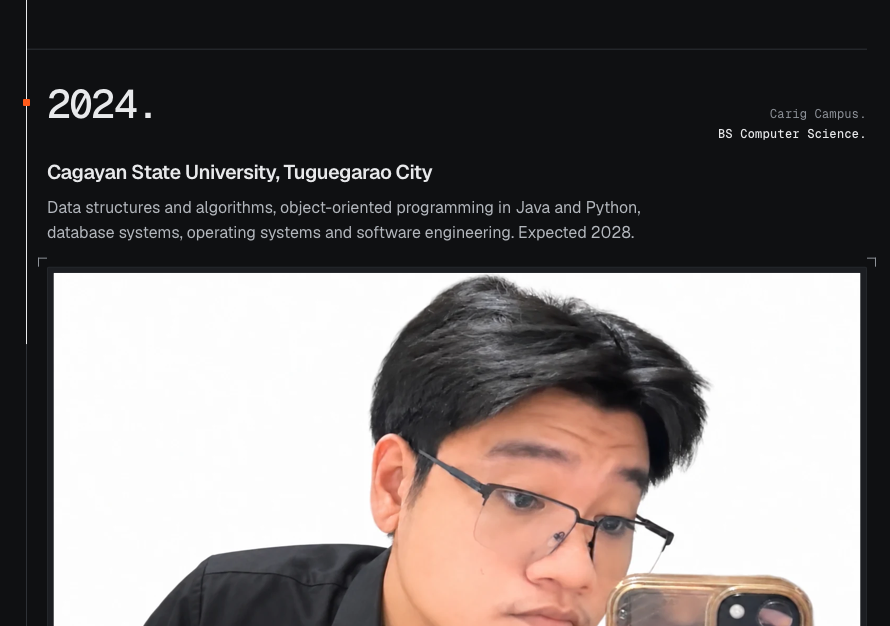 2024.
Carig Campus.
BS Computer Science.
Cagayan State University, Tuguegarao City
Data structures and algorithms, object-oriented programming in Java and Python,
database systems, operating systems and software engineering. Expected 2028.